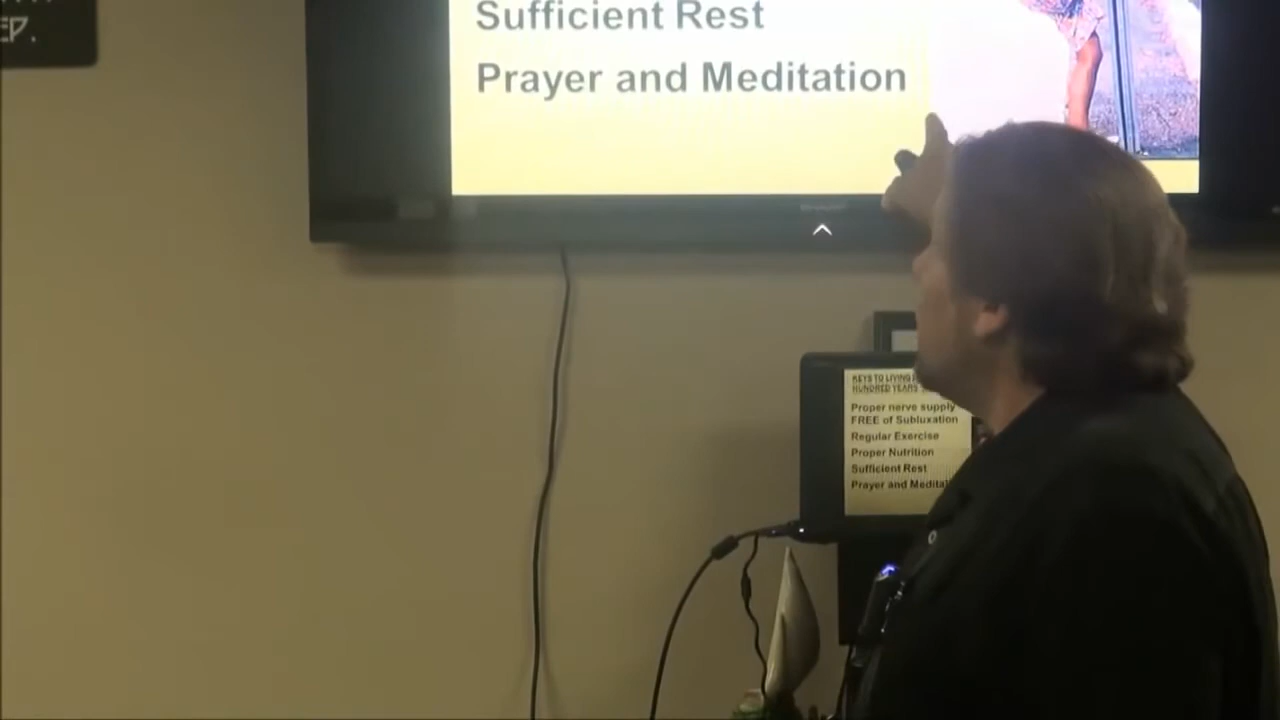 EP.
Sufficient Rest
Prayer and Meditation
KEYS TO LIVING
HUNDRED YEARS
Proper nerve supply
FREE of Subluxation
Regular Exercise
Proper Nutrition
Sufficient Rest
Prayer and Medita